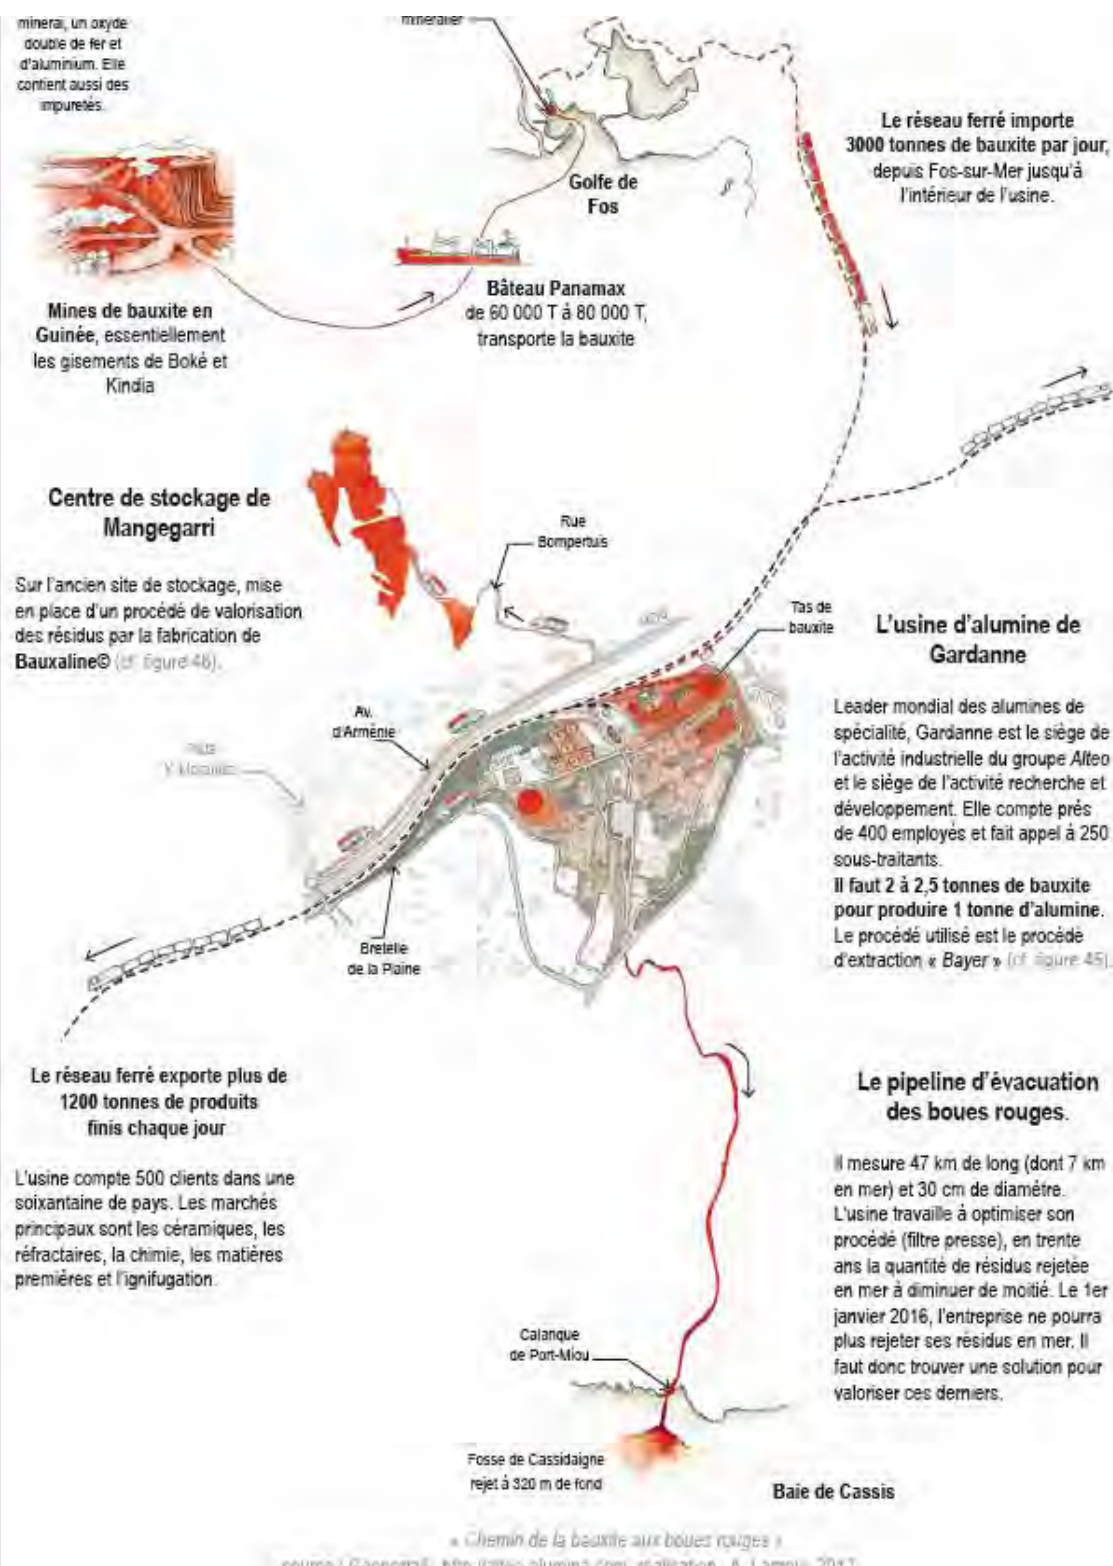 minerai, un oxyde
double de fer et
d'aluminium. Elle
contient aussi des
impuretés.
minéralier
Golfe de
Fos
Le réseau ferré importe
3000 tonnes de bauxite par jour,
depuis Fos-sur-Mer jusqu'à
l'intérieur de l'usine.
Mines de bauxite en
Guinée, essentiellement
les gisements de Boké et
Kindia
Bâteau Panamax
de 60 000 T à 80 000 T,
transporte la bauxite
Centre de stockage de
Mangegarri
Sur l'ancien site de stockage, mise
en place d'un procédé de valorisation
des résidus par la fabrication de
Bauxaline© (cf. figure 46).
Rue
Bompertuis
Tas de
bauxite
Av.
d'Arménie
Bretelle
de la Plaine
L'usine d'alumine de
Gardanne
Leader mondial des alumines de
spécialité, Gardanne est le siège de
l'activité industrielle du groupe Alteo
et le siège de l'activité recherche et
développement. Elle compte près
de 400 employés et fait appel à 250
sous-traitants.
Il faut 2 à 2,5 tonnes de bauxite
pour produire 1 tonne d'alumine.
Le procédé utilisé est le procédé
d'extraction « Bayer » (cf. figure 45).
Le réseau ferré exporte plus de
1200 tonnes de produits
finis chaque jour
L'usine compte 500 clients dans une
soixantaine de pays. Les marchés
principaux sont les céramiques, les
réfractaires, la chimie, les matières
premières et l'ignifugation.
Le pipeline d'évacuation
des boues rouges.
Il mesure 47 km de long (dont 7 km
en mer) et 30 cm de diamètre.
L'usine travaille à optimiser son
procédé (filtre presse), en trente
ans la quantité de résidus rejetée
en mer à diminuer de moitié. Le 1er
janvier 2016, l'entreprise ne pourra
plus rejeter ses résidus en mer. Il
faut donc trouver une solution pour
valoriser ces derniers.
Calanque
de Port-Miou
Fosse de Cassidaigne
rejet à 320 m de fond
Baie de Cassis
« Chemin de la bauxite aux boues rouges »
source :